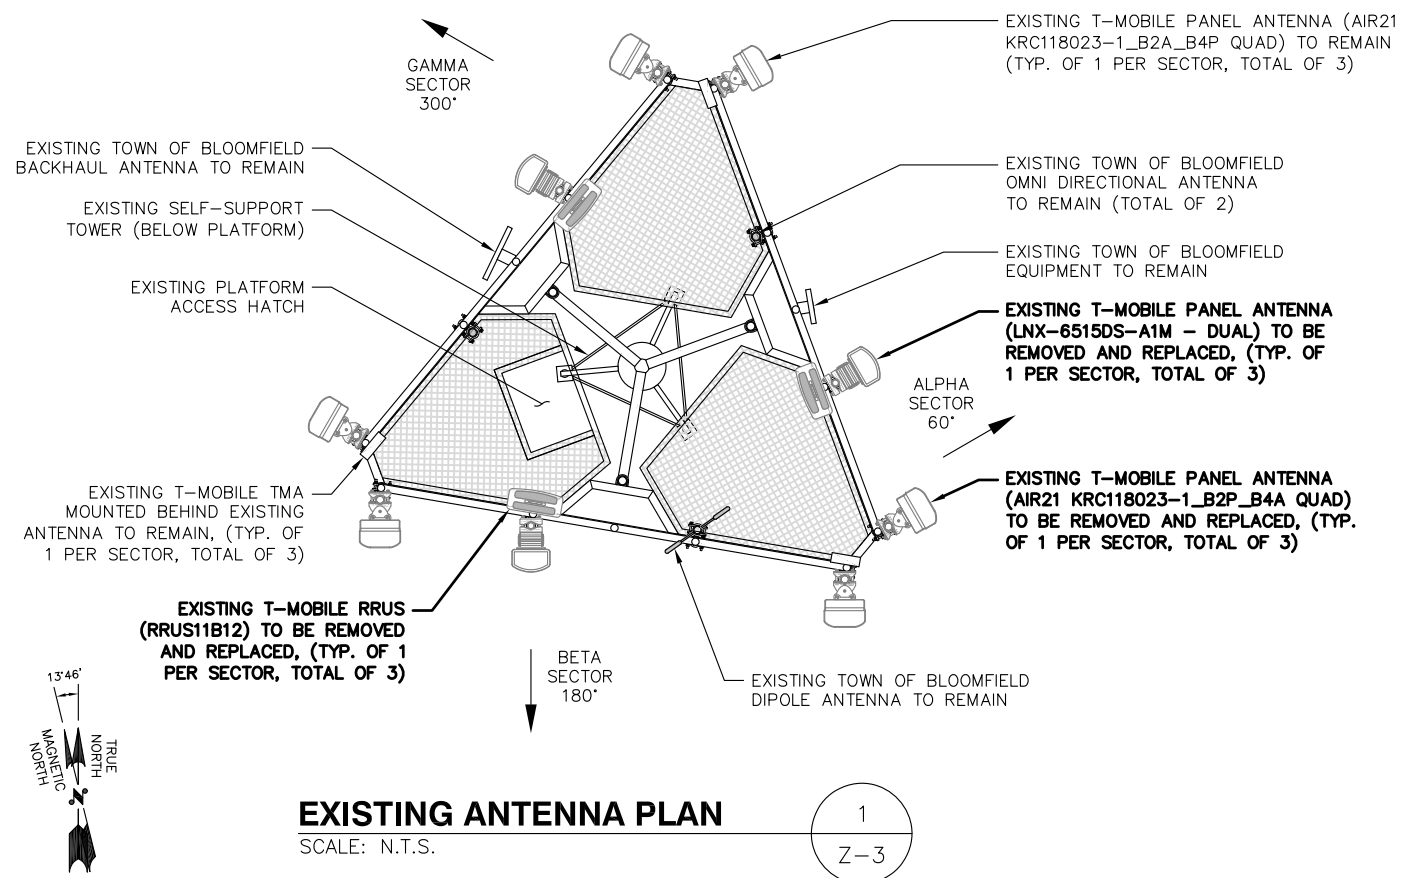 EXISTING T-MOBILE PANEL ANTENNA (AIR21
KRC118023-1_B2A_B4P QUAD) TO REMAIN
(TYP. OF 1 PER SECTOR, TOTAL OF 3)
GAMMA
SECTOR
300°
EXISTING TOWN OF BLOOMFIELD
BACKHAUL ANTENNA TO REMAIN
EXISTING SELF-SUPPORT
TOWER (BELOW PLATFORM)
EXISTING PLATFORM
ACCESS HATCH
EXISTING TOWN OF BLOOMFIELD
OMNI DIRECTIONAL ANTENNA
TO REMAIN (TOTAL OF 2)
EXISTING TOWN OF BLOOMFIELD
EQUIPMENT TO REMAIN
EXISTING T-MOBILE PANEL ANTENNA
(LNX-6515DS-A1M - DUAL) TO BE
REMOVED AND REPLACED, (TYP. OF
1 PER SECTOR, TOTAL OF 3)
ALPHA
SECTOR
60°
EXISTING T-MOBILE PANEL ANTENNA
(AIR21 KRC118023-1_B2P_B4A QUAD)
TO BE REMOVED AND REPLACED, (TYP.
OF 1 PER SECTOR, TOTAL OF 3)
EXISTING T-MOBILE TMA
MOUNTED BEHIND EXISTING
ANTENNA TO REMAIN, (TYP. OF
1 PER SECTOR, TOTAL OF 3)
EXISTING T-MOBILE RRUS
(RRUS11B12) TO BE REMOVED
AND REPLACED, (TYP. OF 1
PER SECTOR, TOTAL OF 3)
BETA
SECTOR
180°
EXISTING TOWN OF BLOOMFIELD
DIPOLE ANTENNA TO REMAIN
13°46'
TRUE
NORTH
MAGNETIC
NORTH
N
EXISTING ANTENNA PLAN
SCALE: N.T.S.
1
Z-3